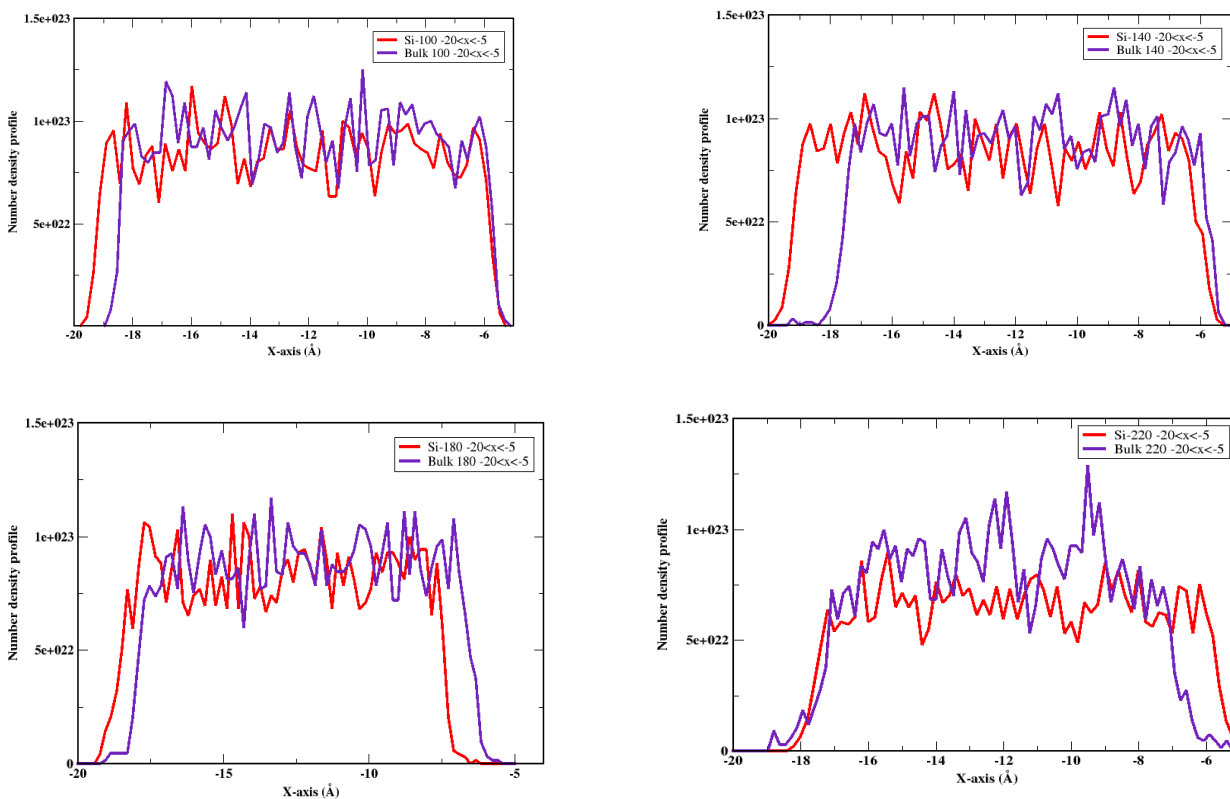 1.5e+023
Si-100 -20<x<-5
Bulk 100 -20<x<-5
1e+023
5e+022
0
Number density profile
-20 -18 -16 -14 -12 -10 -8 -6
X-axis (Å)
1.5e+023
Si-140 -20<x<-5
Bulk 140 -20<x<-5
1e+023
5e+022
0
Number density profile
-20 -18 -16 -14 -12 -10 -8 -6
X-axis (Å)
1.5e+023
Si-180 -20<x<-5
Bulk 180 -20<x<-5
1e+023
5e+022
0
Number density profile
-20 -15 -10 -5
X-axis (Å)
1.5e+023
Si-220 -20<x<-5
Bulk 220 -20<x<-5
1e+023
5e+022
0
Number density profile
-20 -18 -16 -14 -12 -10 -8 -6
X-axis (Å)